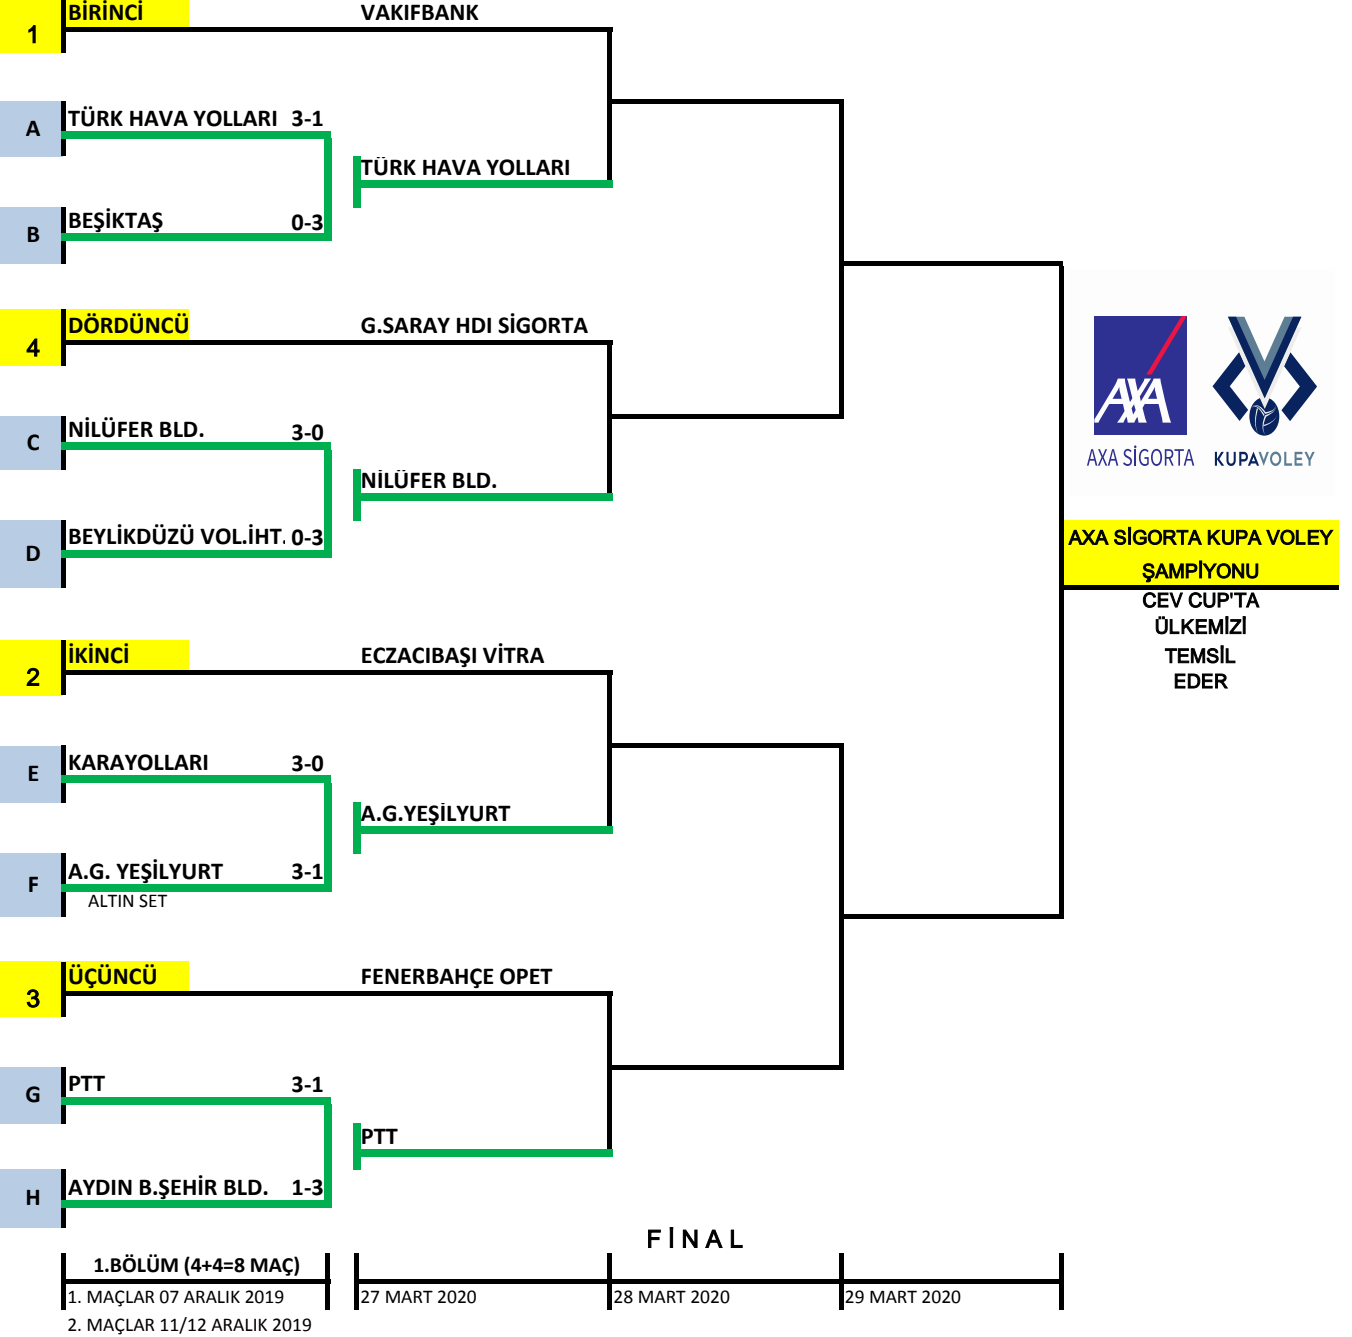 1 BİRİNCİ VAKIFBANK
A TÜRK HAVA YOLLARI 3-1
TÜRK HAVA YOLLARI
B BEŞİKTAŞ 0-3
4 DÖRDÜNCÜ G.SARAY HDI SİGORTA
C NİLÜFER BLD. 3-0
NİLÜFER BLD.
D BEYLİKDÜZÜ VOL.İHT. 0-3
AXA
AXA SİGORTA
KUPAVOLEY
AXA SİGORTA KUPA VOLEY
ŞAMPİYONU
CEV CUP'TA
ÜLKEMİZİ
TEMSİL
EDER
2 İKİNCİ ECZACIBAŞI VİTRA
E KARAYOLLARI 3-0
A.G.YEŞİLYURT
F A.G. YEŞİLYURT 3-1
ALTIN SET
3 ÜÇÜNCÜ FENERBAHÇE OPET
G PTT 3-1
PTT
H AYDIN B.ŞEHİR BLD. 1-3
FİNAL
1.BÖLÜM (4+4=8 MAÇ)
1. MAÇLAR 07 ARALIK 2019 27 MART 2020 28 MART 2020 29 MART 2020
2. MAÇLAR 11/12 ARALIK 2019